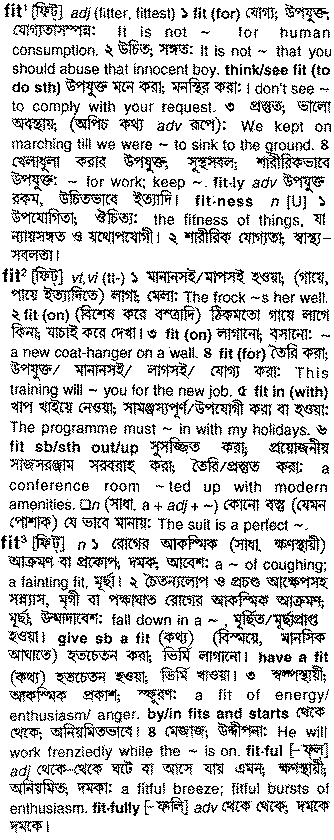 fit¹ [ফিট্] adj (fitter, fittest) ১ fit (for) যোগ্য; উপযুক্ত;
যোগ্যতাসম্পন্ন: It is not ~ for human
consumption. ২ উচিত; সঙ্গত: It is not ~ that you
should abuse that innocent boy. think/see fit (to
do sth) উপযুক্ত মনে করা; মনস্থির করা: I don't see ~
to comply with your request. ৩ প্রস্তুত; ভালো
অবস্থায়; (অপিচ কথ্য adv রূপে): We kept on
marching till we were ~ to sink to the ground. ৪
খেলাধুলা করার উপযুক্ত; সুস্থসবল; শারীরিকভাবে
উপযুক্ত: ~ for work; keep ~. fit·ly adv উপযুক্ত
রকম, উচিতভাবে ইত্যাদি। fit·ness n [U] ১
উপযোগিতা; ঔচিত্য: the fitness of things, যা
ন্যায়সঙ্গত ও যথোপযোগী। ২ শারীরিক যোগ্যতা; স্বাস্থ্য-
সবলতা।
fit² [ফিট্] vi,vt (tt-) ১ মানানসই/মাপসই হওয়া; (গায়ে,
পায়ে ইত্যাদিতে) লাগা; মেলা: The frock ~s her well.
২ fit (on) (বিশেষ করে বস্ত্রাদি) ঠিকমতো গায়ে লাগে
কিনা; যাচাই করে দেখা। ৩ fit (on) লাগানো; বসানো: ~
a new coat-hanger on a wall. ৪ fit (for) তৈরি করা;
উপযুক্ত/ মানানসই/ লাগসই/ যোগ্য করা: This
training will ~ you for the new job. ৫ fit in (with)
খাপ খাইয়ে নেওয়া; সামঞ্জস্যপূর্ণ/উপযোগী করা বা হওয়া:
The programme must ~ in with my holidays. ৬
fit sb/sth out/up সুসজ্জিত করা; প্রয়োজনীয়
সাজসরঞ্জাম সরবরাহ করা; তৈরি/প্রস্তুত করা: a
conference room ~ted up with modern
amenities. □n (সাধা. a + adj + ~) কোনো বস্তু (যেমন
পোশাক) যে ভাবে মানায়: The suit is a perfect ~.
fit³ [ফিট্] n ১ রোগের আকস্মিক (সাধা. ক্ষণস্থায়ী)
আক্রমণ বা প্রকোপ; দমক; আবেশ: a ~ of coughing;
a fainting fit, মূর্ছা। ২ চৈতন্যলোপ ও প্রচণ্ড আক্ষেপসহ
সন্ন্যাস, মৃগী বা পক্ষাঘাত রোগের আকস্মিক আক্রমণ;
মূর্ছা; উন্মাদাবেশ: fall down in a ~, মূর্ছিত/মূর্ছাপ্রাপ্ত
হওয়া। give sb a fit (কথ্য) (বিস্ময়ে, মানসিক
আঘাতে) হতচেতন করা; ভির্মি লাগানো। have a fit
(কথ্য) হতচেতন হওয়া; ভির্মি খাওয়া। ৩ স্বল্পস্থায়ী;
আকস্মিক প্রকাশ; স্ফুরণ: a fit of energy/
enthusiasm/ anger. by/in fits and starts থেকে
থেকে; অনিয়মিতভাবে। ৪ মেজাজ; উদ্দীপনা: He will
work frenziedly while the ~ is on. fit·ful [-ফ্‌ল]
adj থেকে-থেকে ঘটে বা আসে যায় এমন; ক্ষণস্থায়ী;
অনিয়মিত, দমকা: a fitful breeze; fitful bursts of
enthusiasm. fit·fully [-ফলি] adv থেকে থেকে; দমকে
দমকে।